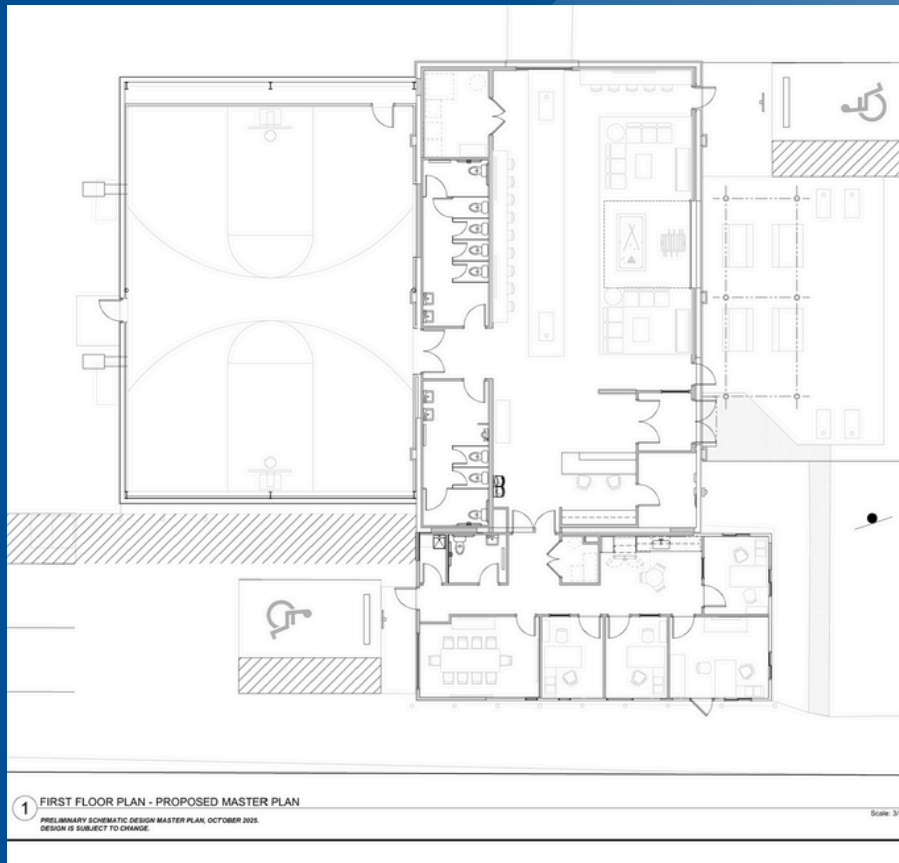 1
FIRST FLOOR PLAN - PROPOSED MASTER PLAN
PRELIMINARY SCHEMATIC DESIGN MASTER PLAN, OCTOBER 2025.
DESIGN IS SUBJECT TO CHANGE.
Scale: 3/